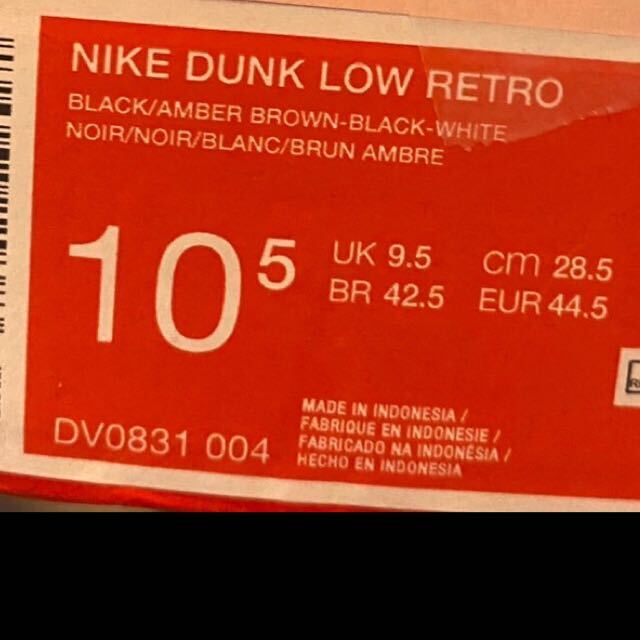 NIKE DUNK LOW RETRO
BLACK/AMBER BROWN-BLACK-WHITE
NOIR/NOIR/BLANC/BRUN AMBRE
10 5
UK 9.5 cm 28.5
BR 42.5 EUR 44.5
DV0831 004
MADE IN INDONESIA /
FABRIQUE EN INDONESIE /
FABRICADO NA INDONÉSIA /
HECHO EN INDONESIA